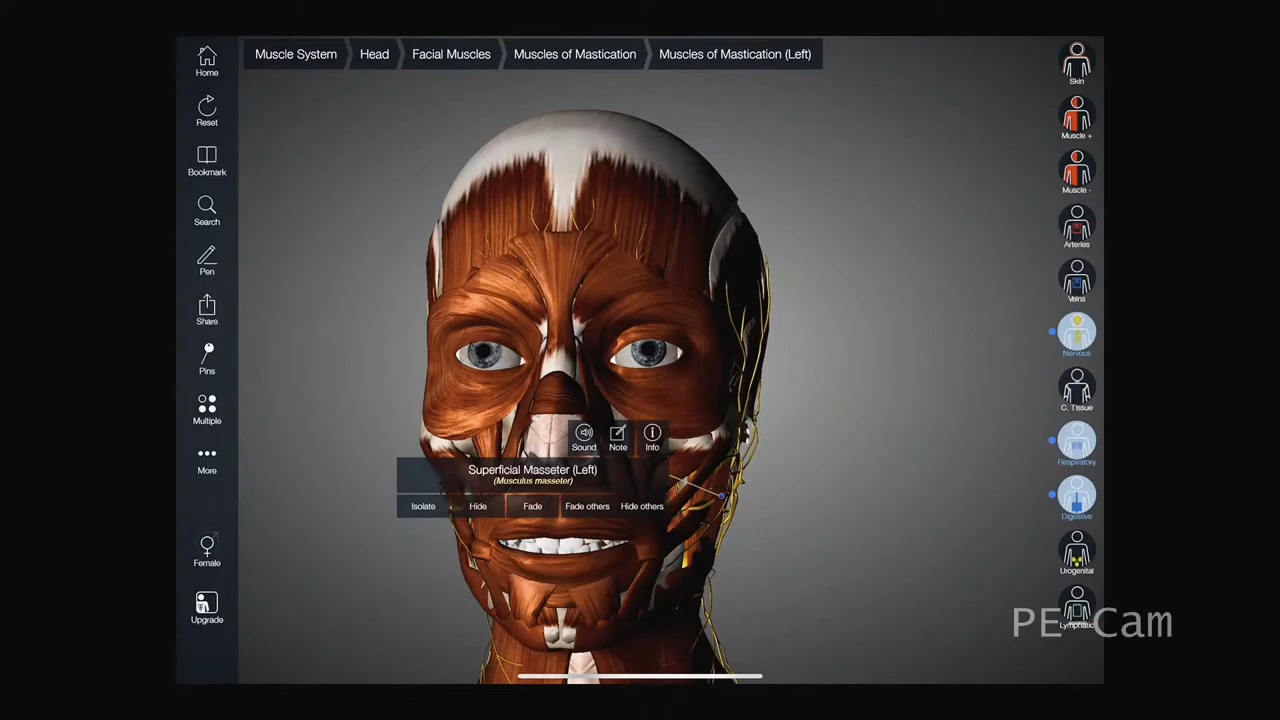 Muscle System
Head
Facial Muscles
Muscles of Mastication
Muscles of Mastication (Left)
Home
Reset
Bookmark
Search
Pen
Share
Pins
Multiple
More
Female
Upgrade
Sound
Note
Info
Superficial Masseter (Left)
(Musculus masseter)
Isolate
Hide
Fade
Fade others
Hide others
Skin
Muscle +
Muscle -
Arteries
Veins
Nervous
C. Tissue
Respiratory
Digestive
Urogenital
Lymphatic
PE Cam